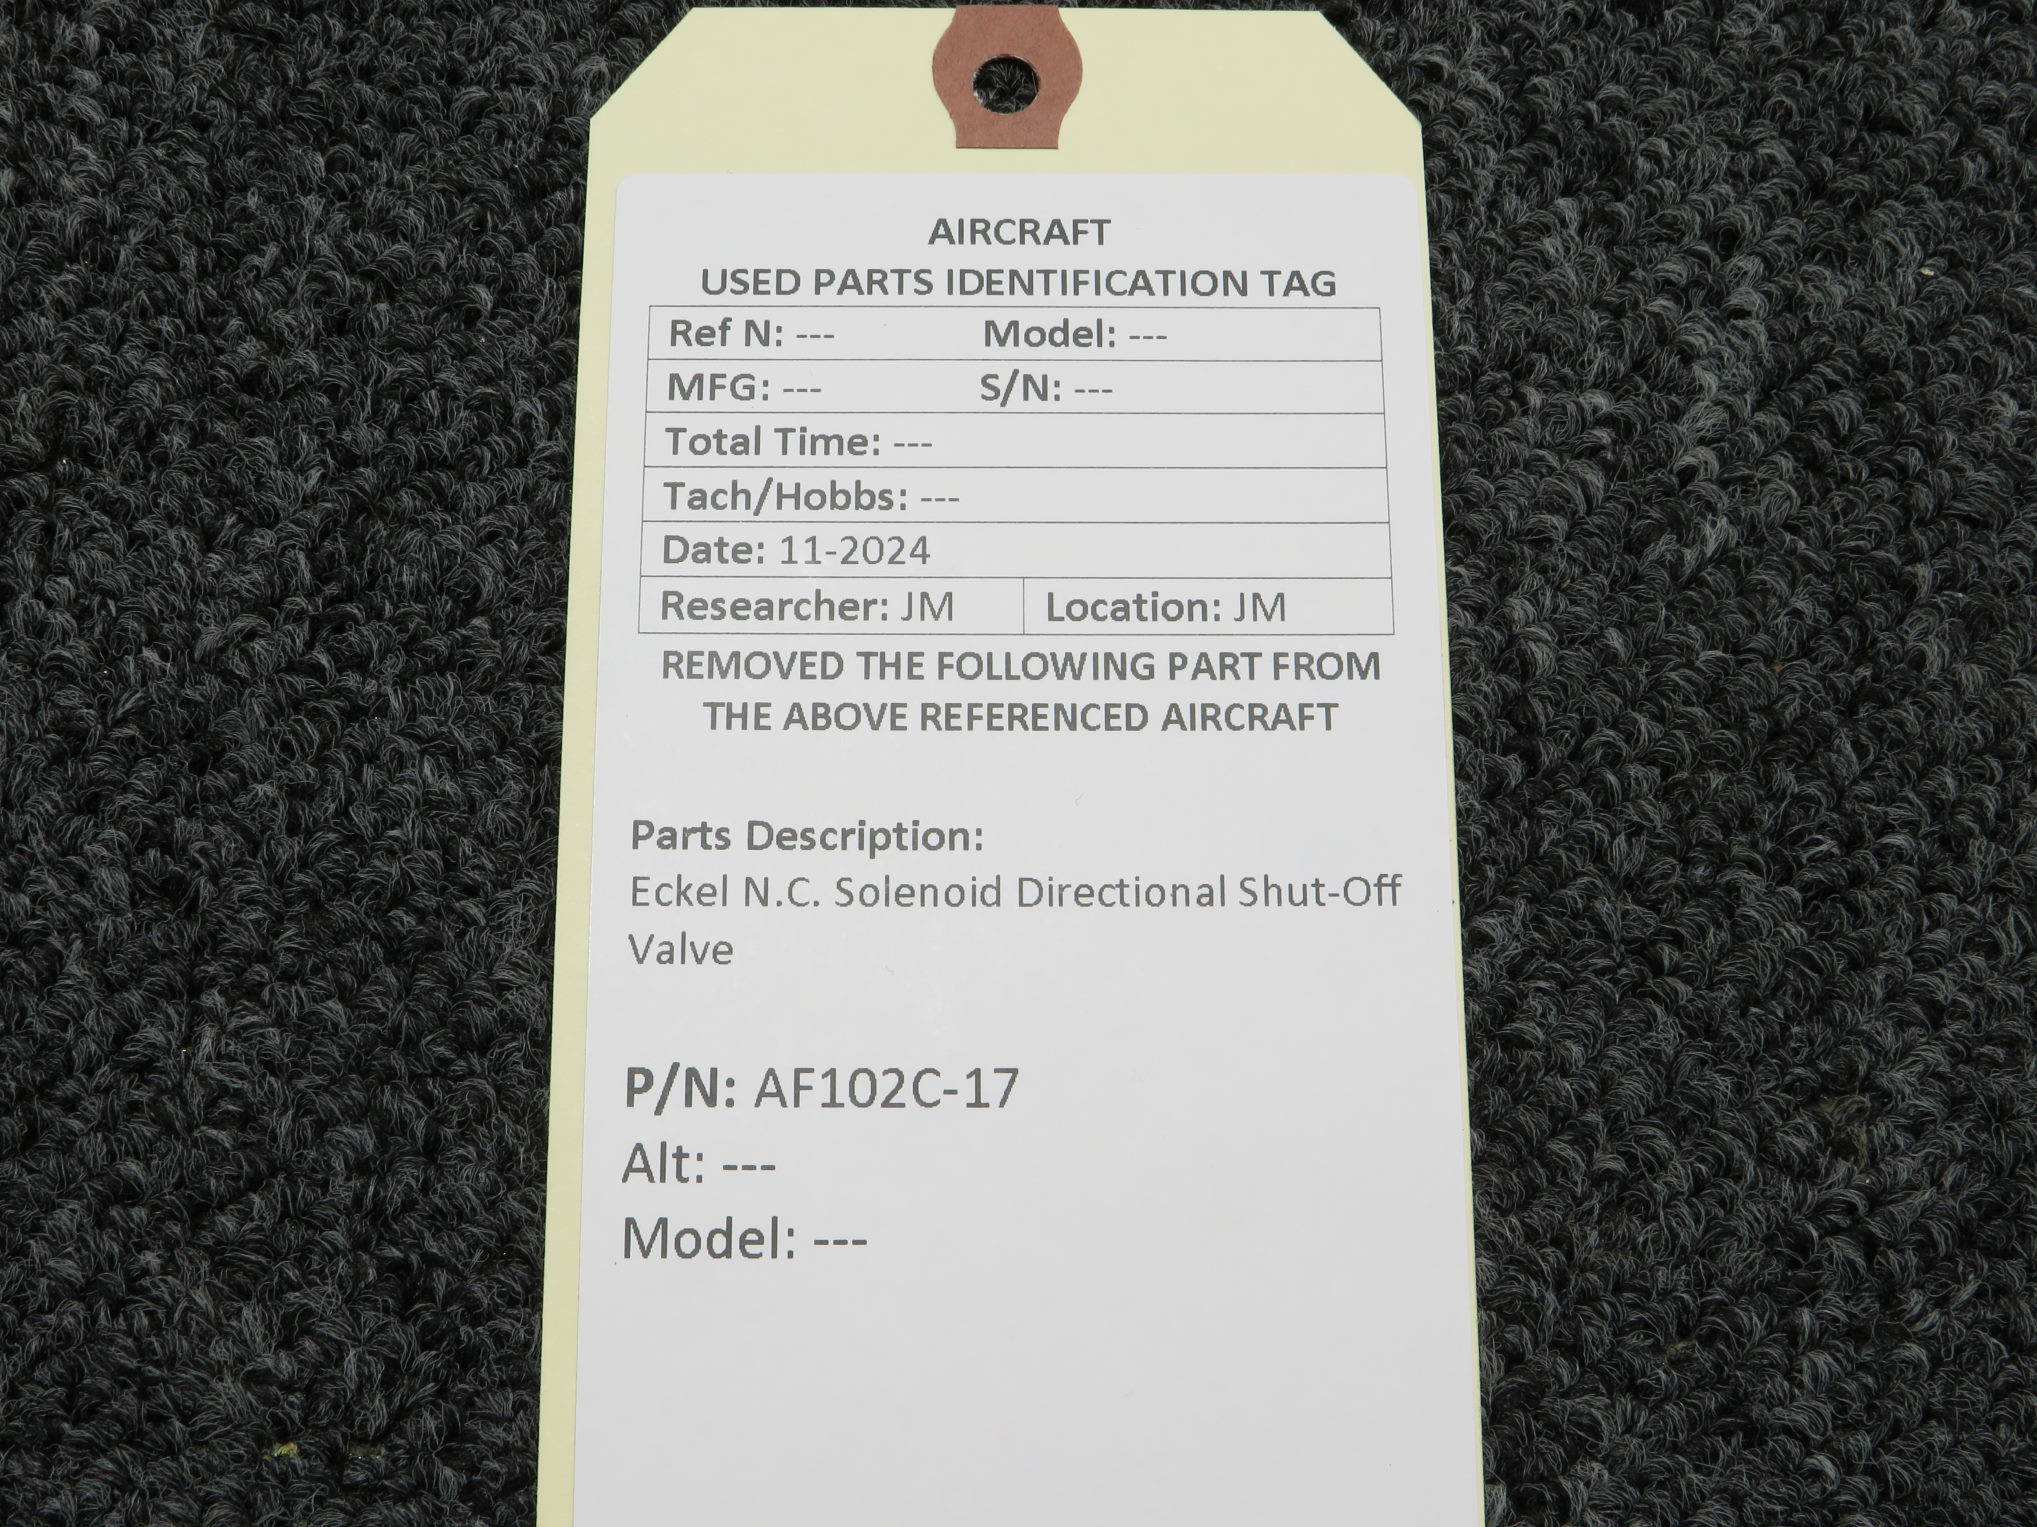 AIRCRAFT
USED PARTS IDENTIFICATION TAG
Ref N: --- Model: ---
MFG: --- S/N: ---
Total Time: ---
Tach/Hobbs: ---
Date: 11-2024
Researcher: JM Location: JM
REMOVED THE FOLLOWING PART FROM
THE ABOVE REFERENCED AIRCRAFT
Parts Description:
Eckel N.C. Solenoid Directional Shut-Off
Valve
P/N: AF102C-17
Alt: ---
Model: ---